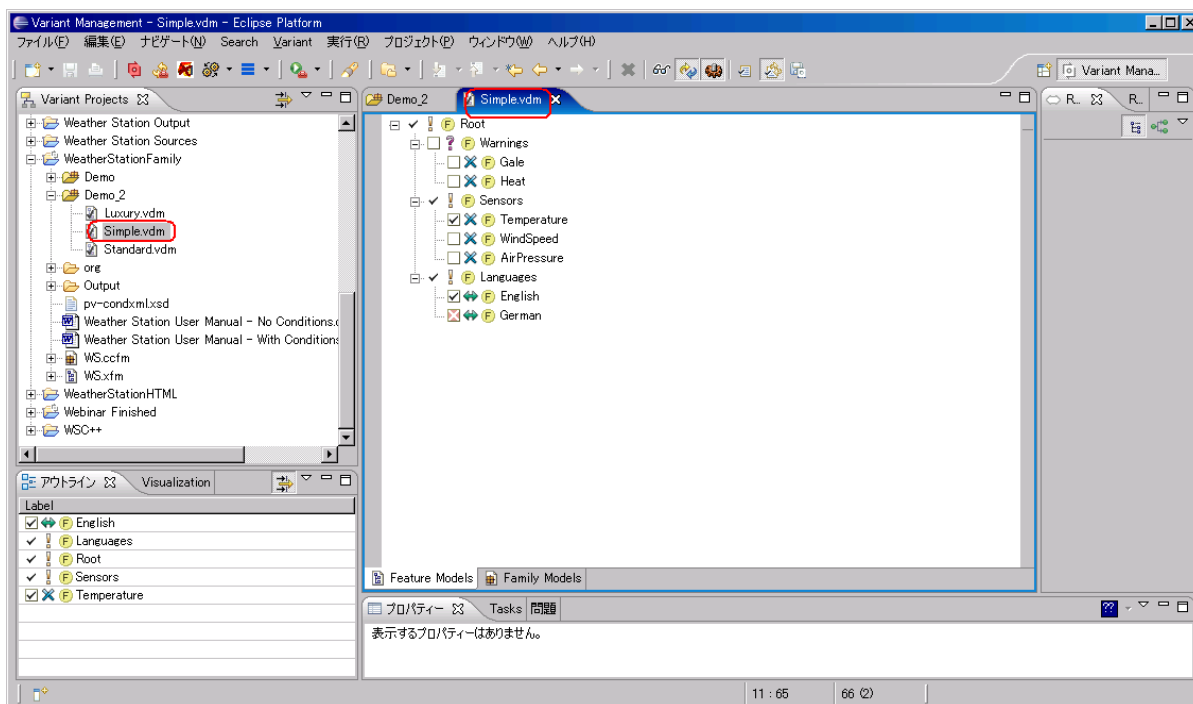 Variant Management - Simple.vdm - Eclipse Platform
ファイル(F) 編集(E) ナビゲート(N) Search Variant 実行(R) プロジェクト(P) ウィンドウ(W) ヘルプ(H)
Variant Mana...
Variant Projects
Weather Station Output
Weather Station Sources
WeatherStationFamily
Demo
Demo_2
Luxury.vdm
Simple.vdm
Standard.vdm
org
Output
pv-condxml.xsd
Weather Station User Manual - No Conditions.
Weather Station User Manual - With Condition
WS.ccfm
WS.xfm
WeatherStationHTML
Webinar Finished
WSC++
Demo_2 Simple.vdm
Root
Warnings
Gale
Heat
Sensors
Temperature
WindSpeed
AirPressure
Languages
English
German
Feature Models Family Models
R.. R..
アウトライン Visualization
Label
English
Languages
Root
Sensors
Temperature
プロパティー Tasks 問題
表示するプロパティーはありません。
11 : 65 66 (2)